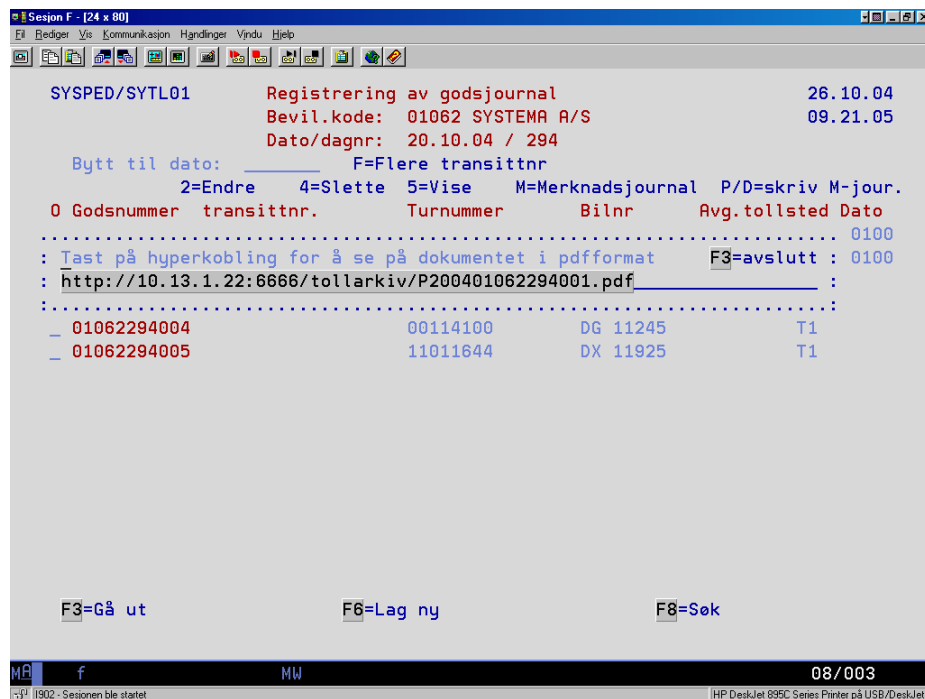 Sesjon F - [24 x 80]
Fil Rediger Vis Kommunikasjon Handlinger Vindu Hjelp
SYSPED/SYTL01 Registrering av godsjournal 26.10.04
Bevil.kode: 01062 SYSTEMA A/S 09.21.05
Dato/dagnr: 20.10.04 / 294
Bytt til dato: _______ F=Flere transittnr
2=Endre 4=Slette 5=Vise M=Merknadsjournal P/D=skriv M-jour.
O Godsnummer transittnr. Turnummer Bilnr Avg.tollsted Dato
0100
: Tast på hyperkobling for å se på dokumentet i pdfformat F3=avslutt : 0100
: http://10.13.1.22:6666/tollarkiv/P200401062294001.pdf :
_ 01062294004 00114100 DG 11245 T1
_ 01062294005 11011644 DX 11925 T1
F3=Gå ut F6=Lag ny F8=Søk
MA f MW 08/003
I902 - Sesjonen ble startet HP DeskJet 895C Series Printer på USB/DeskJet